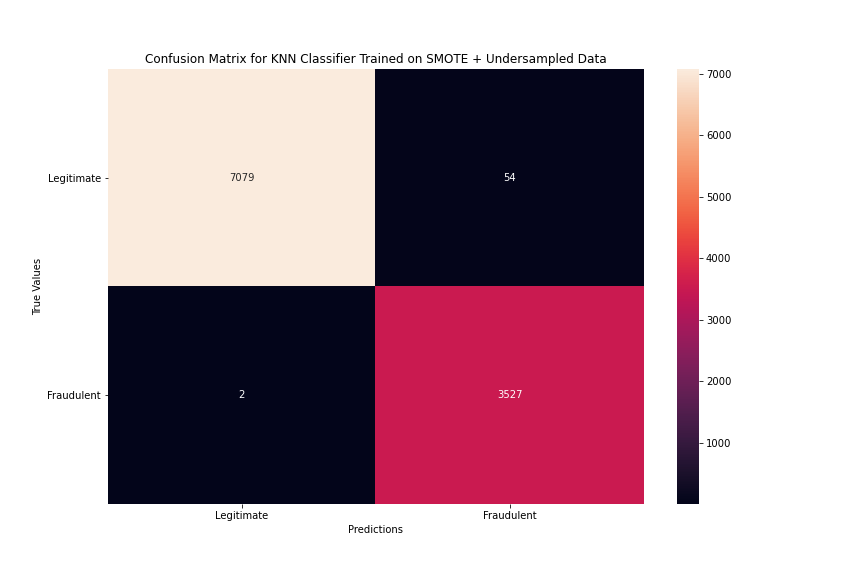 Confusion Matrix for KNN Classifier Trained on SMOTE + Undersampled Data
7000
6000
5000
4000
3000
2000
1000
True Values
Legitimate
7079
54
Fraudulent
2
3527
Legitimate
Fraudulent
Predictions